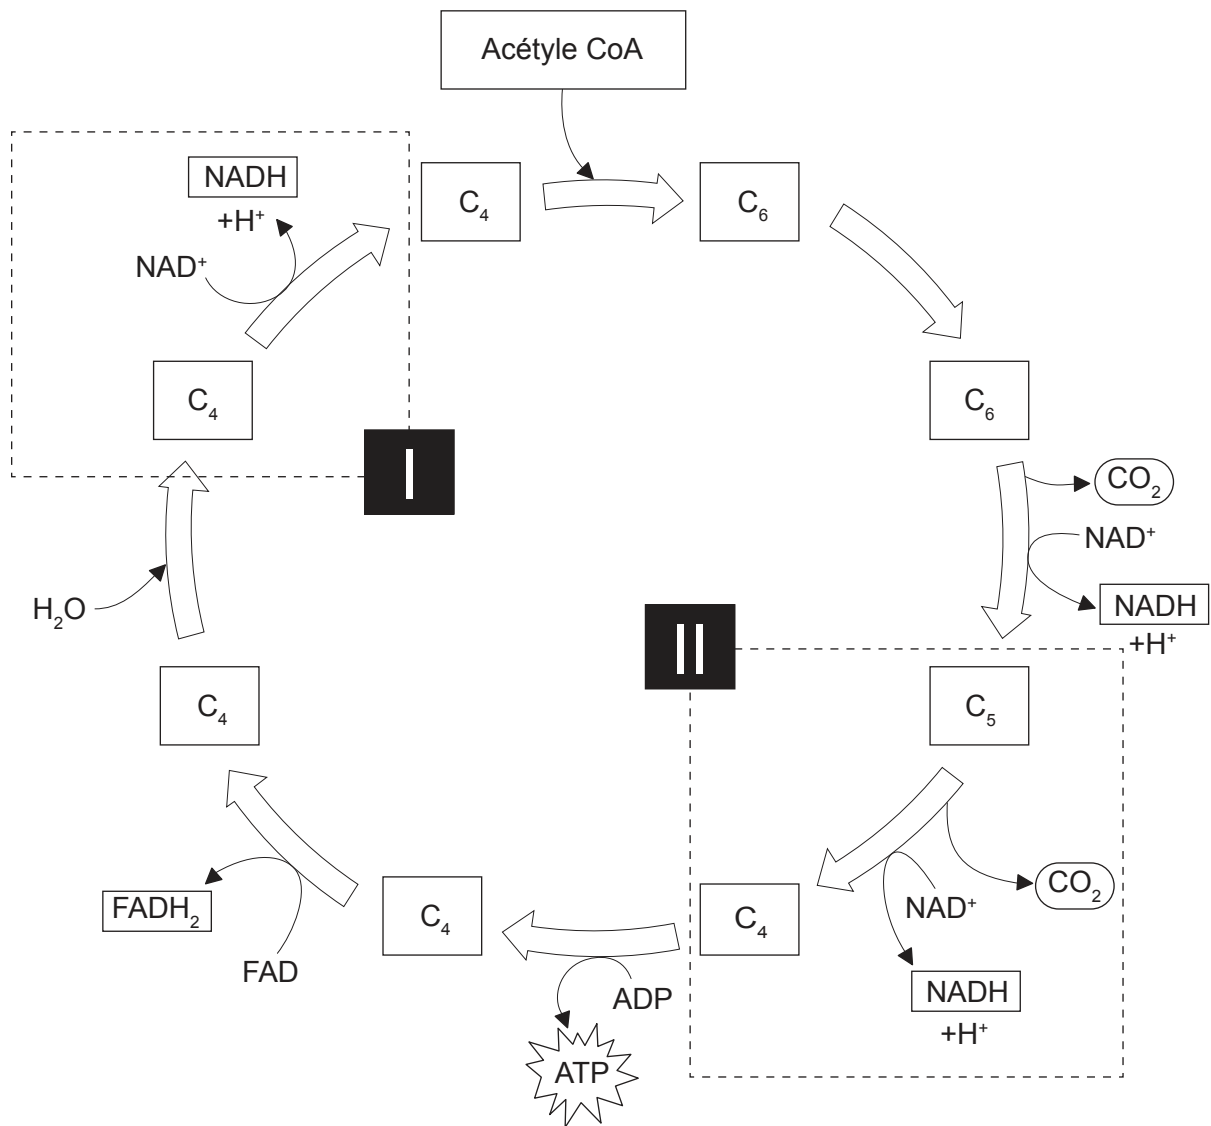 Acétyle CoA
NADH
+H⁺
NAD⁺
C₄
C₆
C₄
C₆
I
CO₂
NAD⁺
NADH
+H⁺
H₂O
II
C₄
C₅
FADH₂
FAD
C₄
C₄
NAD⁺
CO₂
ADP
NADH
+H⁺
ATP